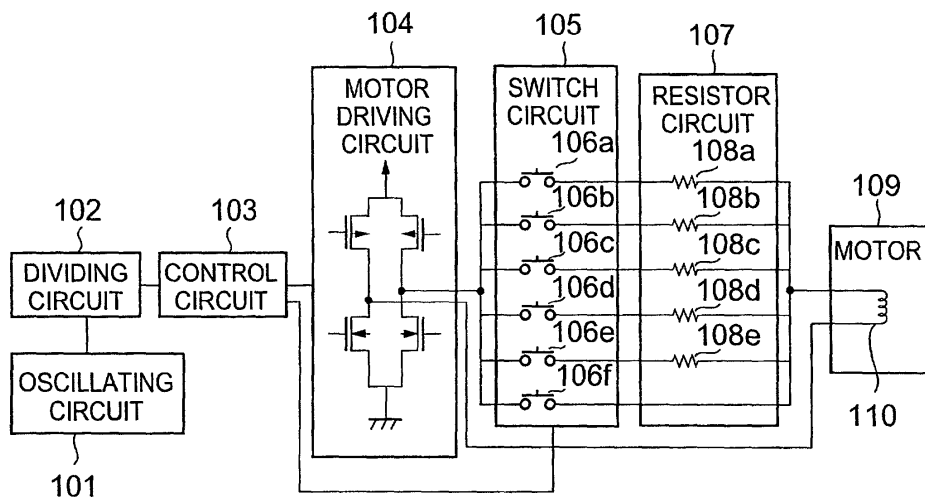 104
105
107
MOTOR
DRIVING
CIRCUIT
SWITCH
CIRCUIT
RESISTOR
CIRCUIT
106a
108a
106b
108b
109
102
103
106c
108c
MOTOR
DIVIDING
CIRCUIT
CONTROL
CIRCUIT
106d
108d
106e
108e
OSCILLATING
CIRCUIT
106f
110
101